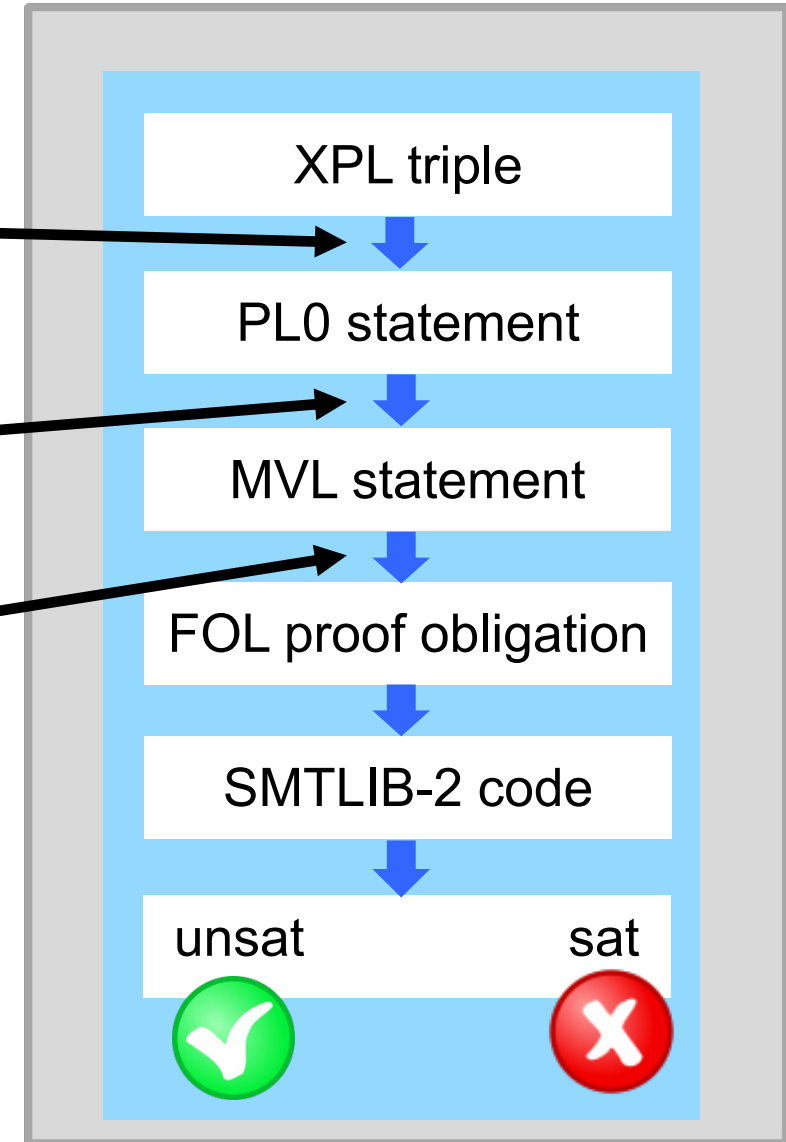 XPL triple
PL0 statement
MVL statement
FOL proof obligation
SMTLIB-2 code
unsat sat